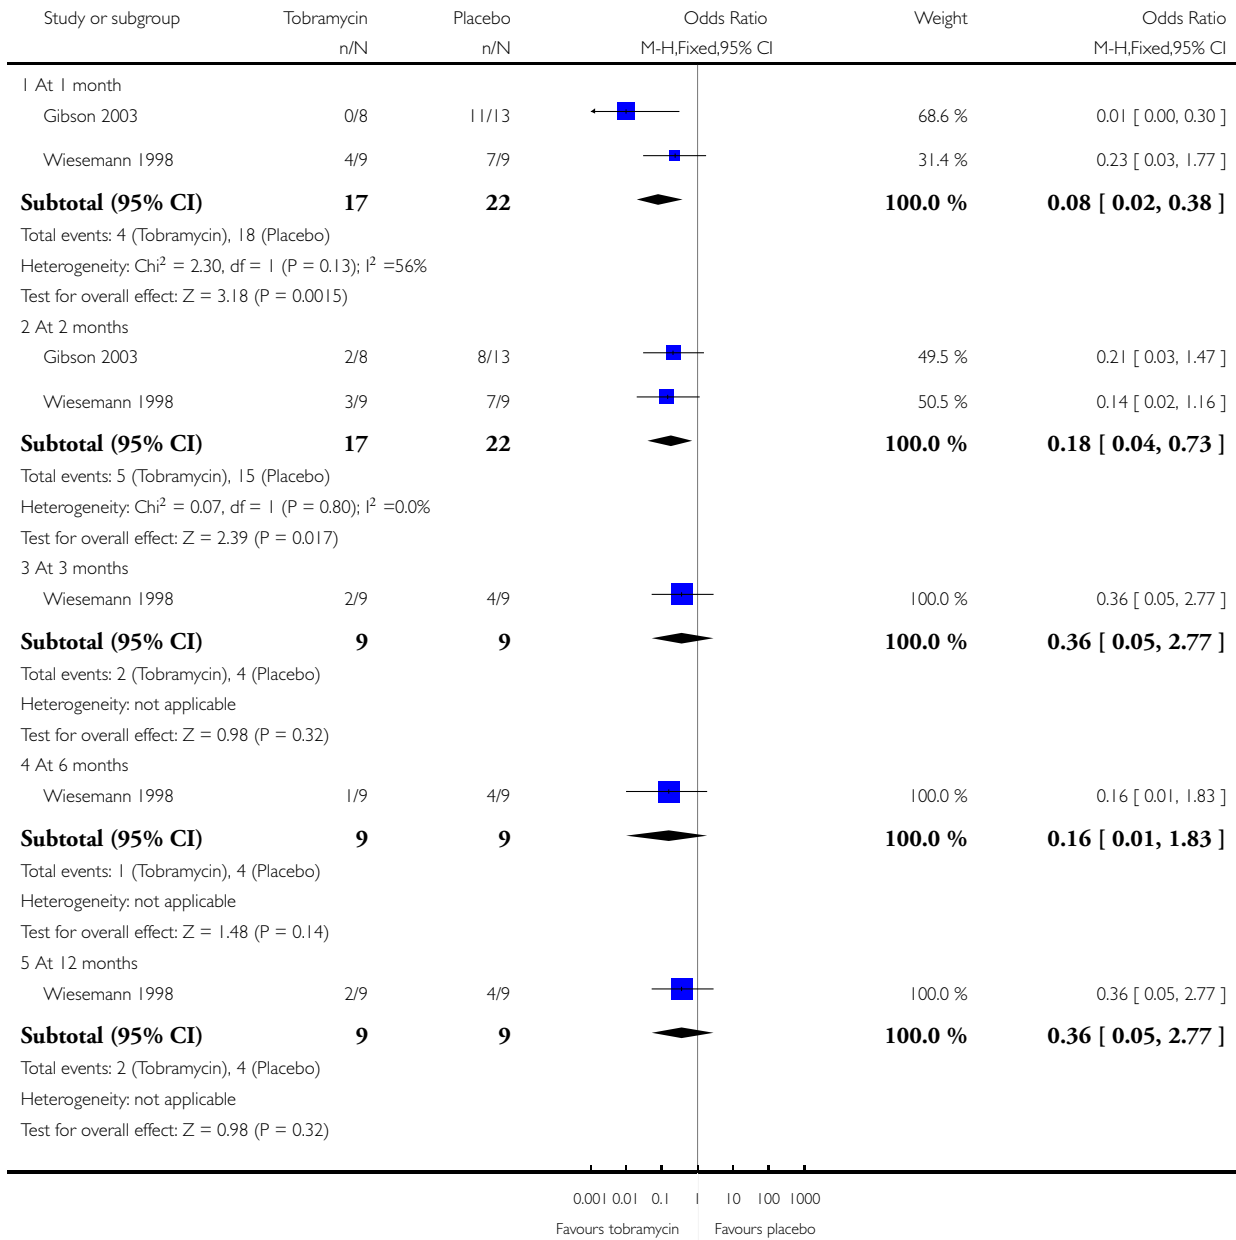 Study or subgroup Tobramycin Placebo Odds Ratio Weight Odds Ratio
n/N n/N M-H,Fixed,95% CI M-H,Fixed,95% CI
1 At 1 month
Gibson 2003 0/8 11/13 68.6 % 0.01 [ 0.00, 0.30 ]
Wiesemann 1998 4/9 7/9 31.4 % 0.23 [ 0.03, 1.77 ]
Subtotal (95% CI) 17 22 100.0 % 0.08 [ 0.02, 0.38 ]
Total events: 4 (Tobramycin), 18 (Placebo)
Heterogeneity: Chi² = 2.30, df = 1 (P = 0.13); I² =56%
Test for overall effect: Z = 3.18 (P = 0.0015)
2 At 2 months
Gibson 2003 2/8 8/13 49.5 % 0.21 [ 0.03, 1.47 ]
Wiesemann 1998 3/9 7/9 50.5 % 0.14 [ 0.02, 1.16 ]
Subtotal (95% CI) 17 22 100.0 % 0.18 [ 0.04, 0.73 ]
Total events: 5 (Tobramycin), 15 (Placebo)
Heterogeneity: Chi² = 0.07, df = 1 (P = 0.80); I² =0.0%
Test for overall effect: Z = 2.39 (P = 0.017)
3 At 3 months
Wiesemann 1998 2/9 4/9 100.0 % 0.36 [ 0.05, 2.77 ]
Subtotal (95% CI) 9 9 100.0 % 0.36 [ 0.05, 2.77 ]
Total events: 2 (Tobramycin), 4 (Placebo)
Heterogeneity: not applicable
Test for overall effect: Z = 0.98 (P = 0.32)
4 At 6 months
Wiesemann 1998 1/9 4/9 100.0 % 0.16 [ 0.01, 1.83 ]
Subtotal (95% CI) 9 9 100.0 % 0.16 [ 0.01, 1.83 ]
Total events: 1 (Tobramycin), 4 (Placebo)
Heterogeneity: not applicable
Test for overall effect: Z = 1.48 (P = 0.14)
5 At 12 months
Wiesemann 1998 2/9 4/9 100.0 % 0.36 [ 0.05, 2.77 ]
Subtotal (95% CI) 9 9 100.0 % 0.36 [ 0.05, 2.77 ]
Total events: 2 (Tobramycin), 4 (Placebo)
Heterogeneity: not applicable
Test for overall effect: Z = 0.98 (P = 0.32)
0.001 0.01 0.1 1 10 100 1000
Favours tobramycin Favours placebo